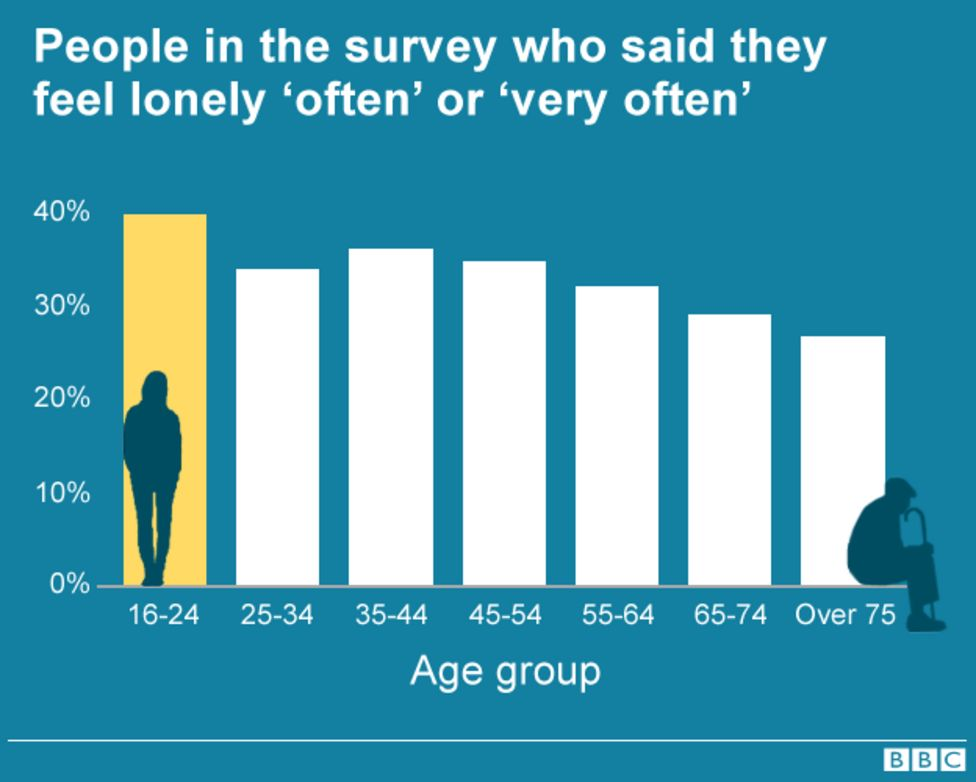 People in the survey who said they
feel lonely ‘often’ or ‘very often’
40%
30%
20%
10%
0%
16-24 25-34 35-44 45-54 55-64 65-74 Over 75
Age group
BBC